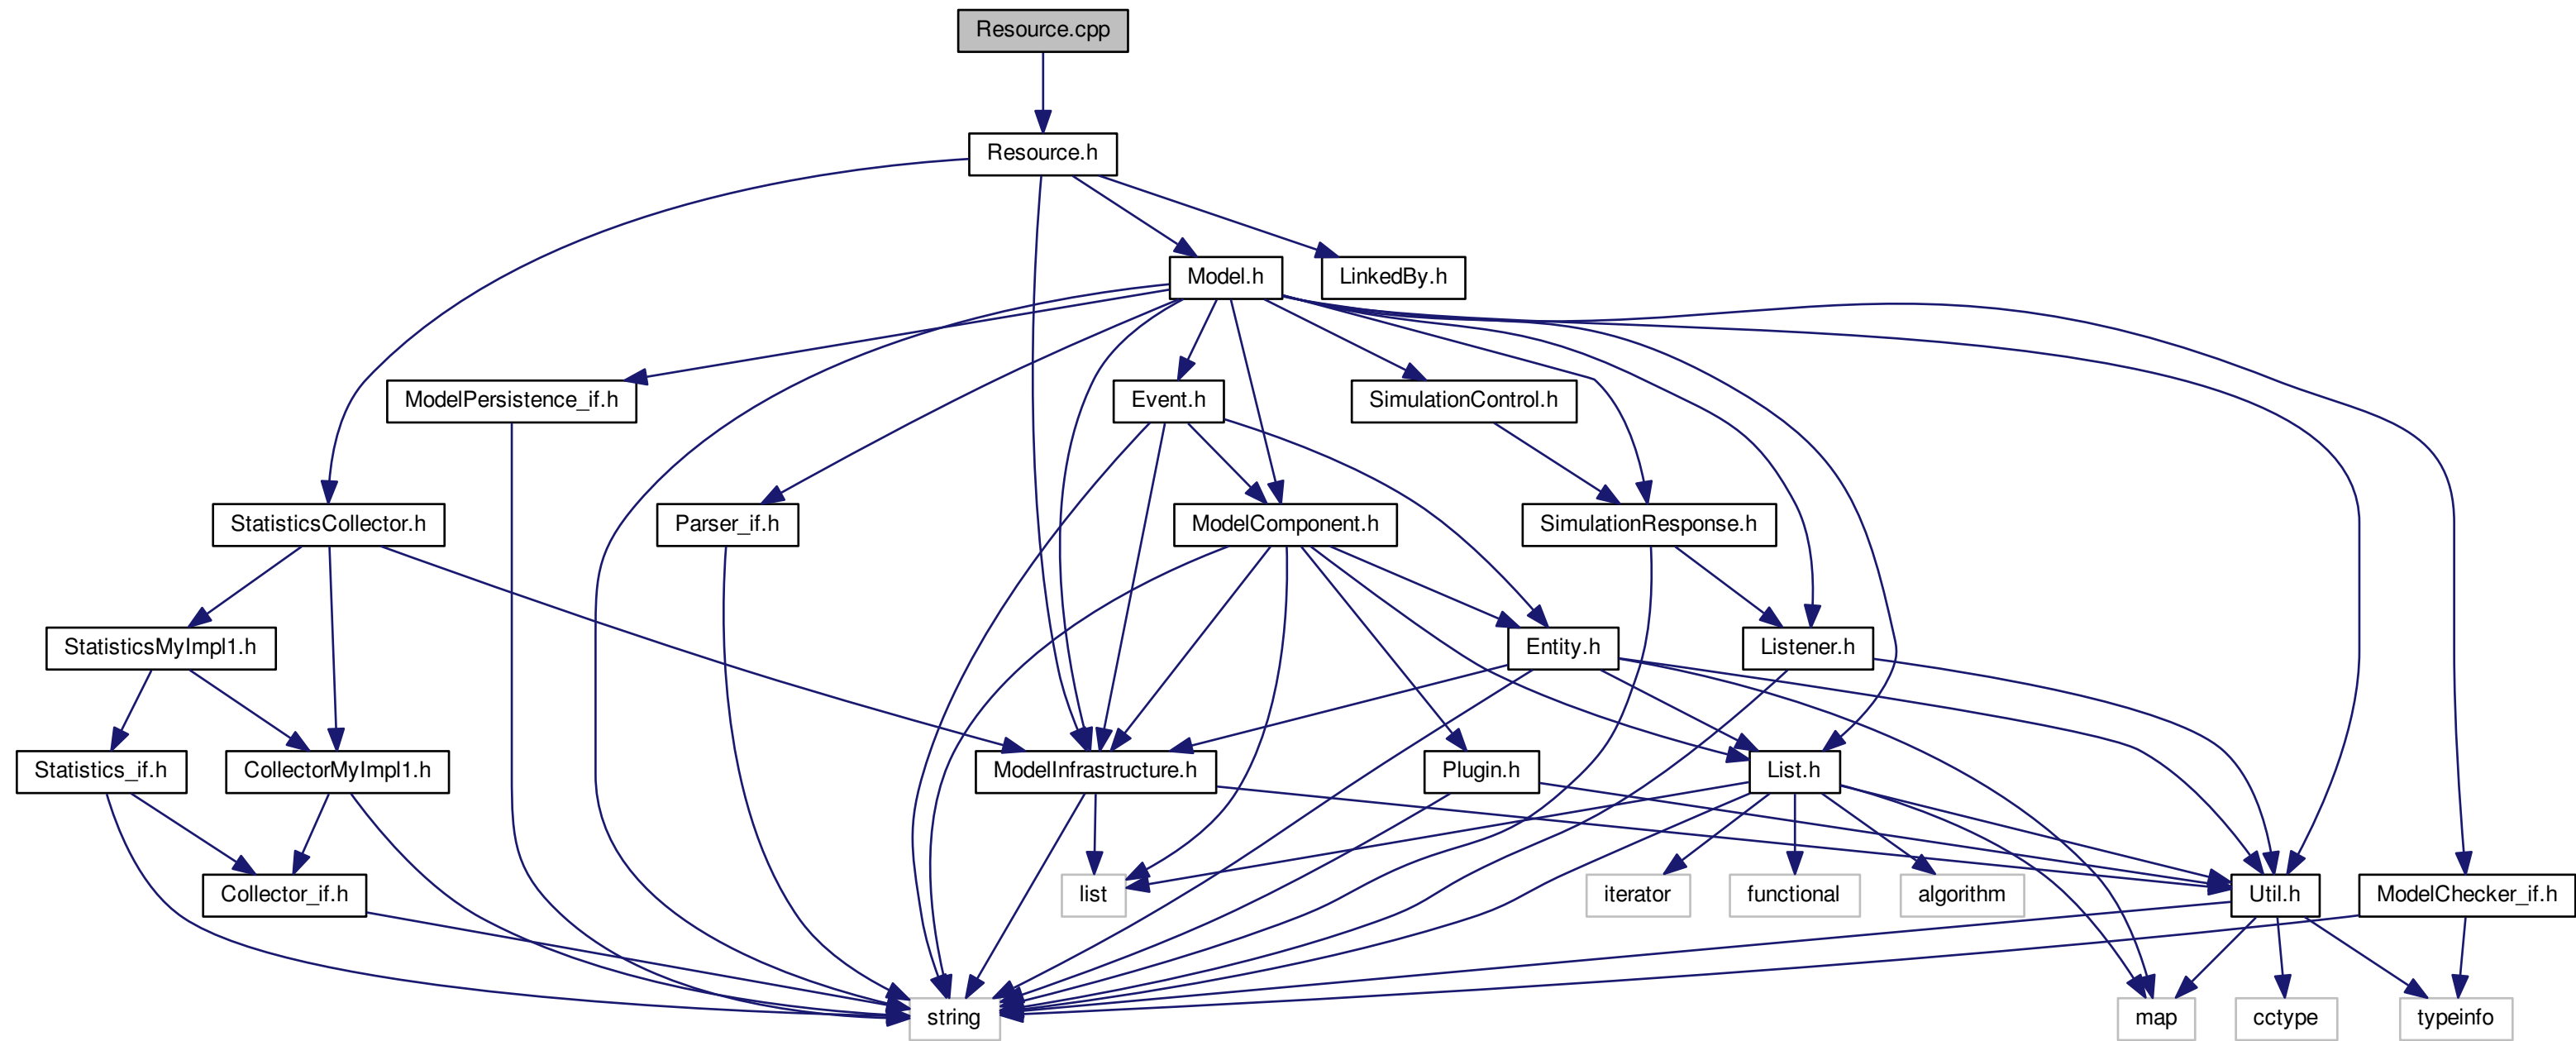 Resource.cpp
Resource.h
Model.h
LinkedBy.h
ModelPersistence_if.h
Event.h
SimulationControl.h
StatisticsCollector.h
Parser_if.h
ModelComponent.h
SimulationResponse.h
StatisticsMyImpl1.h
Entity.h
Listener.h
Statistics_if.h
CollectorMyImpl1.h
ModelInfrastructure.h
Plugin.h
List.h
Collector_if.h
list
iterator
functional
algorithm
Util.h
ModelChecker_if.h
string
map
cctype
typeinfo